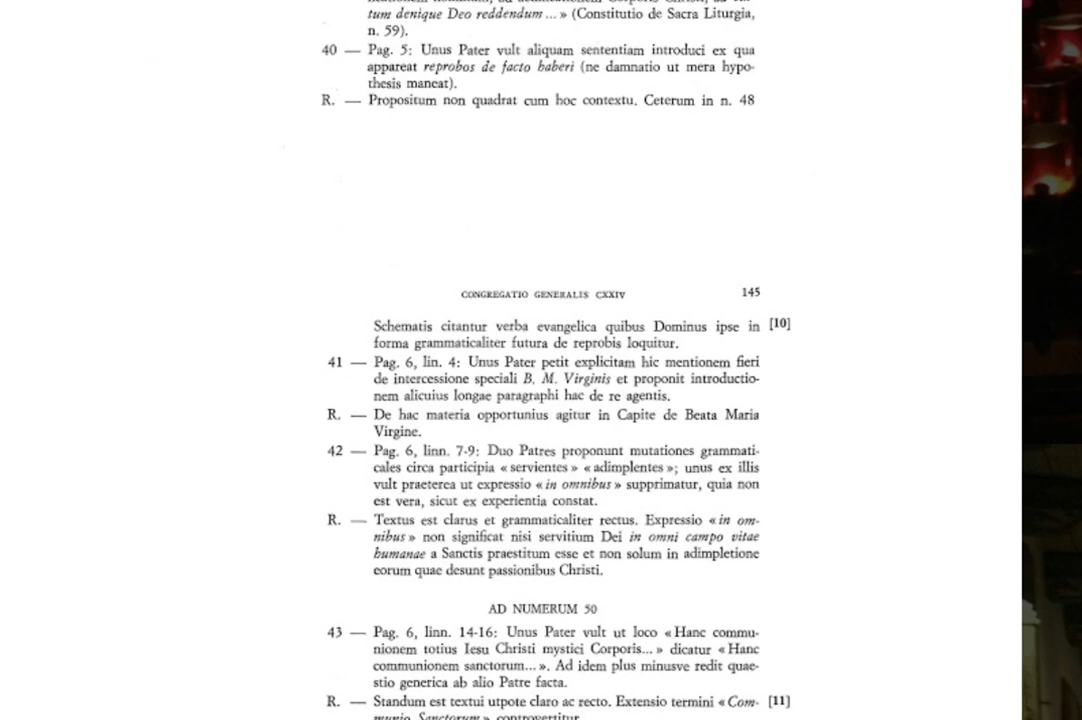 tum denique Deo reddendum ... » (Constitutio de Sacra Liturgia,
n. 59).
40 — Pag. 5: Unus Pater vult aliquam sententiam introduci ex qua
appareat reprobos de facto haberi (ne damnatio ut mera hypo-
thesis maneat).
R. — Propositum non quadrat cum hoc contextu. Ceterum in n. 48
CONGREGATIO GENERALIS CXXIV 145
Schematis citantur verba evangelica quibus Dominus ipse in [10]
forma grammaticaliter futura de reprobis loquitur.
41 — Pag. 6, lin. 4: Unus Pater petit explicitam hic mentionem fieri
de intercessione speciali B. M. Virginis et proponit introductio-
nem alicuius longae paragraphi hac de re agentis.
R. — De hac materia opportunius agitur in Capite de Beata Maria
Virgine.
42 — Pag. 6, linn. 7-9: Duo Patres proponunt mutationes grammati-
cales circa participia « servientes » « adimplentes »; unus ex illis
vult praeterea ut expressio « in omnibus » supprimatur, quia non
est vera, sicut ex experientia constat.
R. — Textus est clarus et grammaticaliter rectus. Expressio « in om-
nibus » non significat nisi servitium Dei in omni campo vitae
humanae a Sanctis praestitum esse et non solum in adimpletione
eorum quae desunt passionibus Christi.
AD NUMERUM 50
43 — Pag. 6, linn. 14-16: Unus Pater vult ut loco « Hanc commu-
nionem totius Iesu Christi mystici Corporis... » dicatur « Hanc
communionem sanctorum... ». Ad idem plus minusve redit quae-
stio generica ab alio Patre facta.
R. — Standum est textui utpote claro ac recto. Extensio termini « Com- [11]
munio Sanctorum » controvertitur